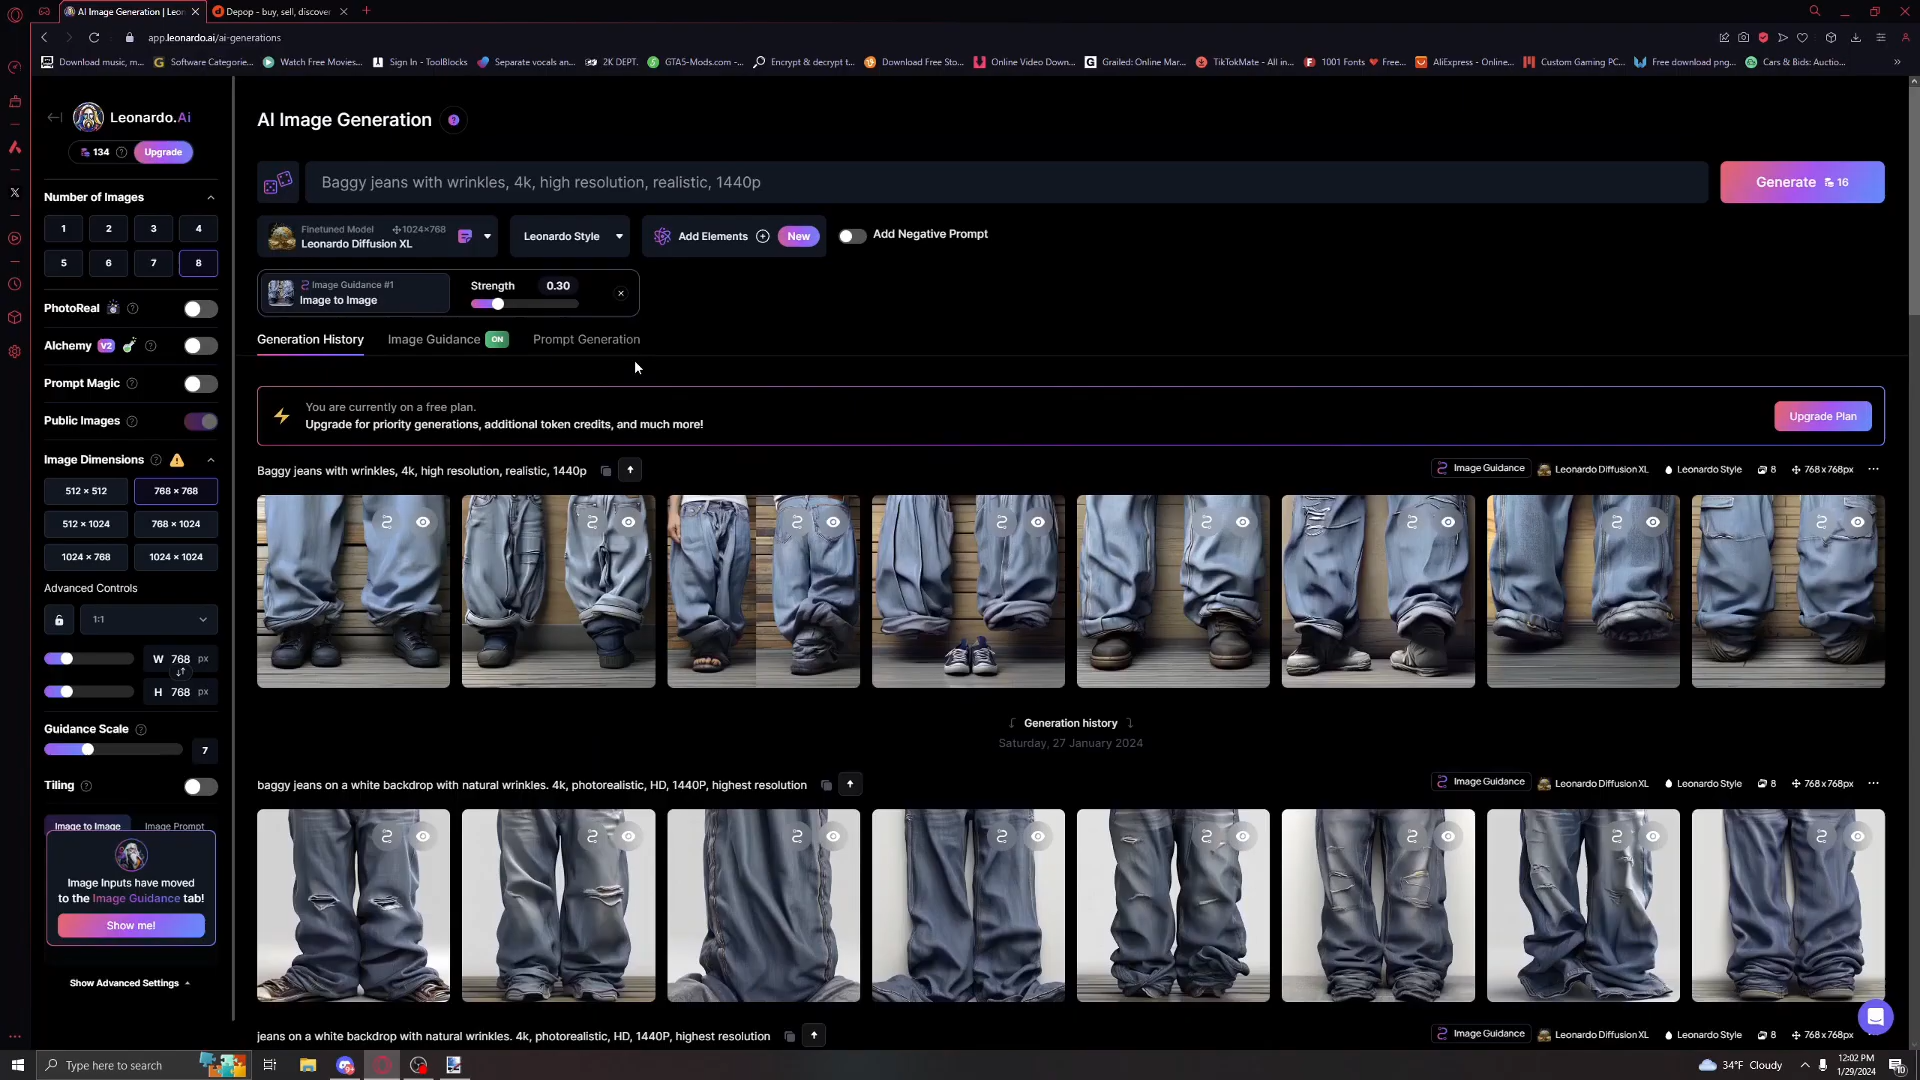 AI Image Generation | Leon
Depop - buy, sell, discover
app.leonardo.ai/ai-generations
Download music, m...
Software Categorie...
Watch Free Movies...
Sign In - ToolBlocks
Separate vocals an...
2K DEPT.
GTA5-Mods.com -...
Encrypt & decrypt t...
Download Free Sto...
Online Video Down...
Grailed: Online Mar...
TikTokMate - All in...
1001 Fonts ❤ Free...
AliExpress - Online...
Custom Gaming PC...
Free download png...
Cars & Bids: Auctio...
Leonardo.Ai
134 Upgrade
Number of Images
1 2 3 4
5 6 7 8
PhotoReal
Alchemy V2
Prompt Magic
Public Images
Image Dimensions
512 × 512 768 × 768
512 × 1024 768 × 1024
1024 × 768 1024 × 1024
Advanced Controls
1:1
W 768 px
H 768 px
Guidance Scale
7
Tiling
Image to Image Image Prompt
Image Inputs have moved
to the Image Guidance tab!
Show me!
Show Advanced Settings
AI Image Generation
Baggy jeans with wrinkles, 4k, high resolution, realistic, 1440p
Generate 16
Finetuned Model 1024×768
Leonardo Diffusion XL
Leonardo Style
Add Elements New
Add Negative Prompt
Image Guidance #1
Image to Image
Strength 0.30
Generation History Image Guidance ON Prompt Generation
You are currently on a free plan.
Upgrade for priority generations, additional token credits, and much more!
Upgrade Plan
Baggy jeans with wrinkles, 4k, high resolution, realistic, 1440p
Image Guidance Leonardo Diffusion XL Leonardo Style 8 768 x 768px
Generation history
Saturday, 27 January 2024
baggy jeans on a white backdrop with natural wrinkles. 4k, photorealistic, HD, 1440P, highest resolution
Image Guidance Leonardo Diffusion XL Leonardo Style 8 768 x 768px
jeans on a white backdrop with natural wrinkles. 4k, photorealistic, HD, 1440P, highest resolution
Image Guidance Leonardo Diffusion XL Leonardo Style 8 768 x 768px
Type here to search
34°F Cloudy
12:02 PM
1/29/2024
10